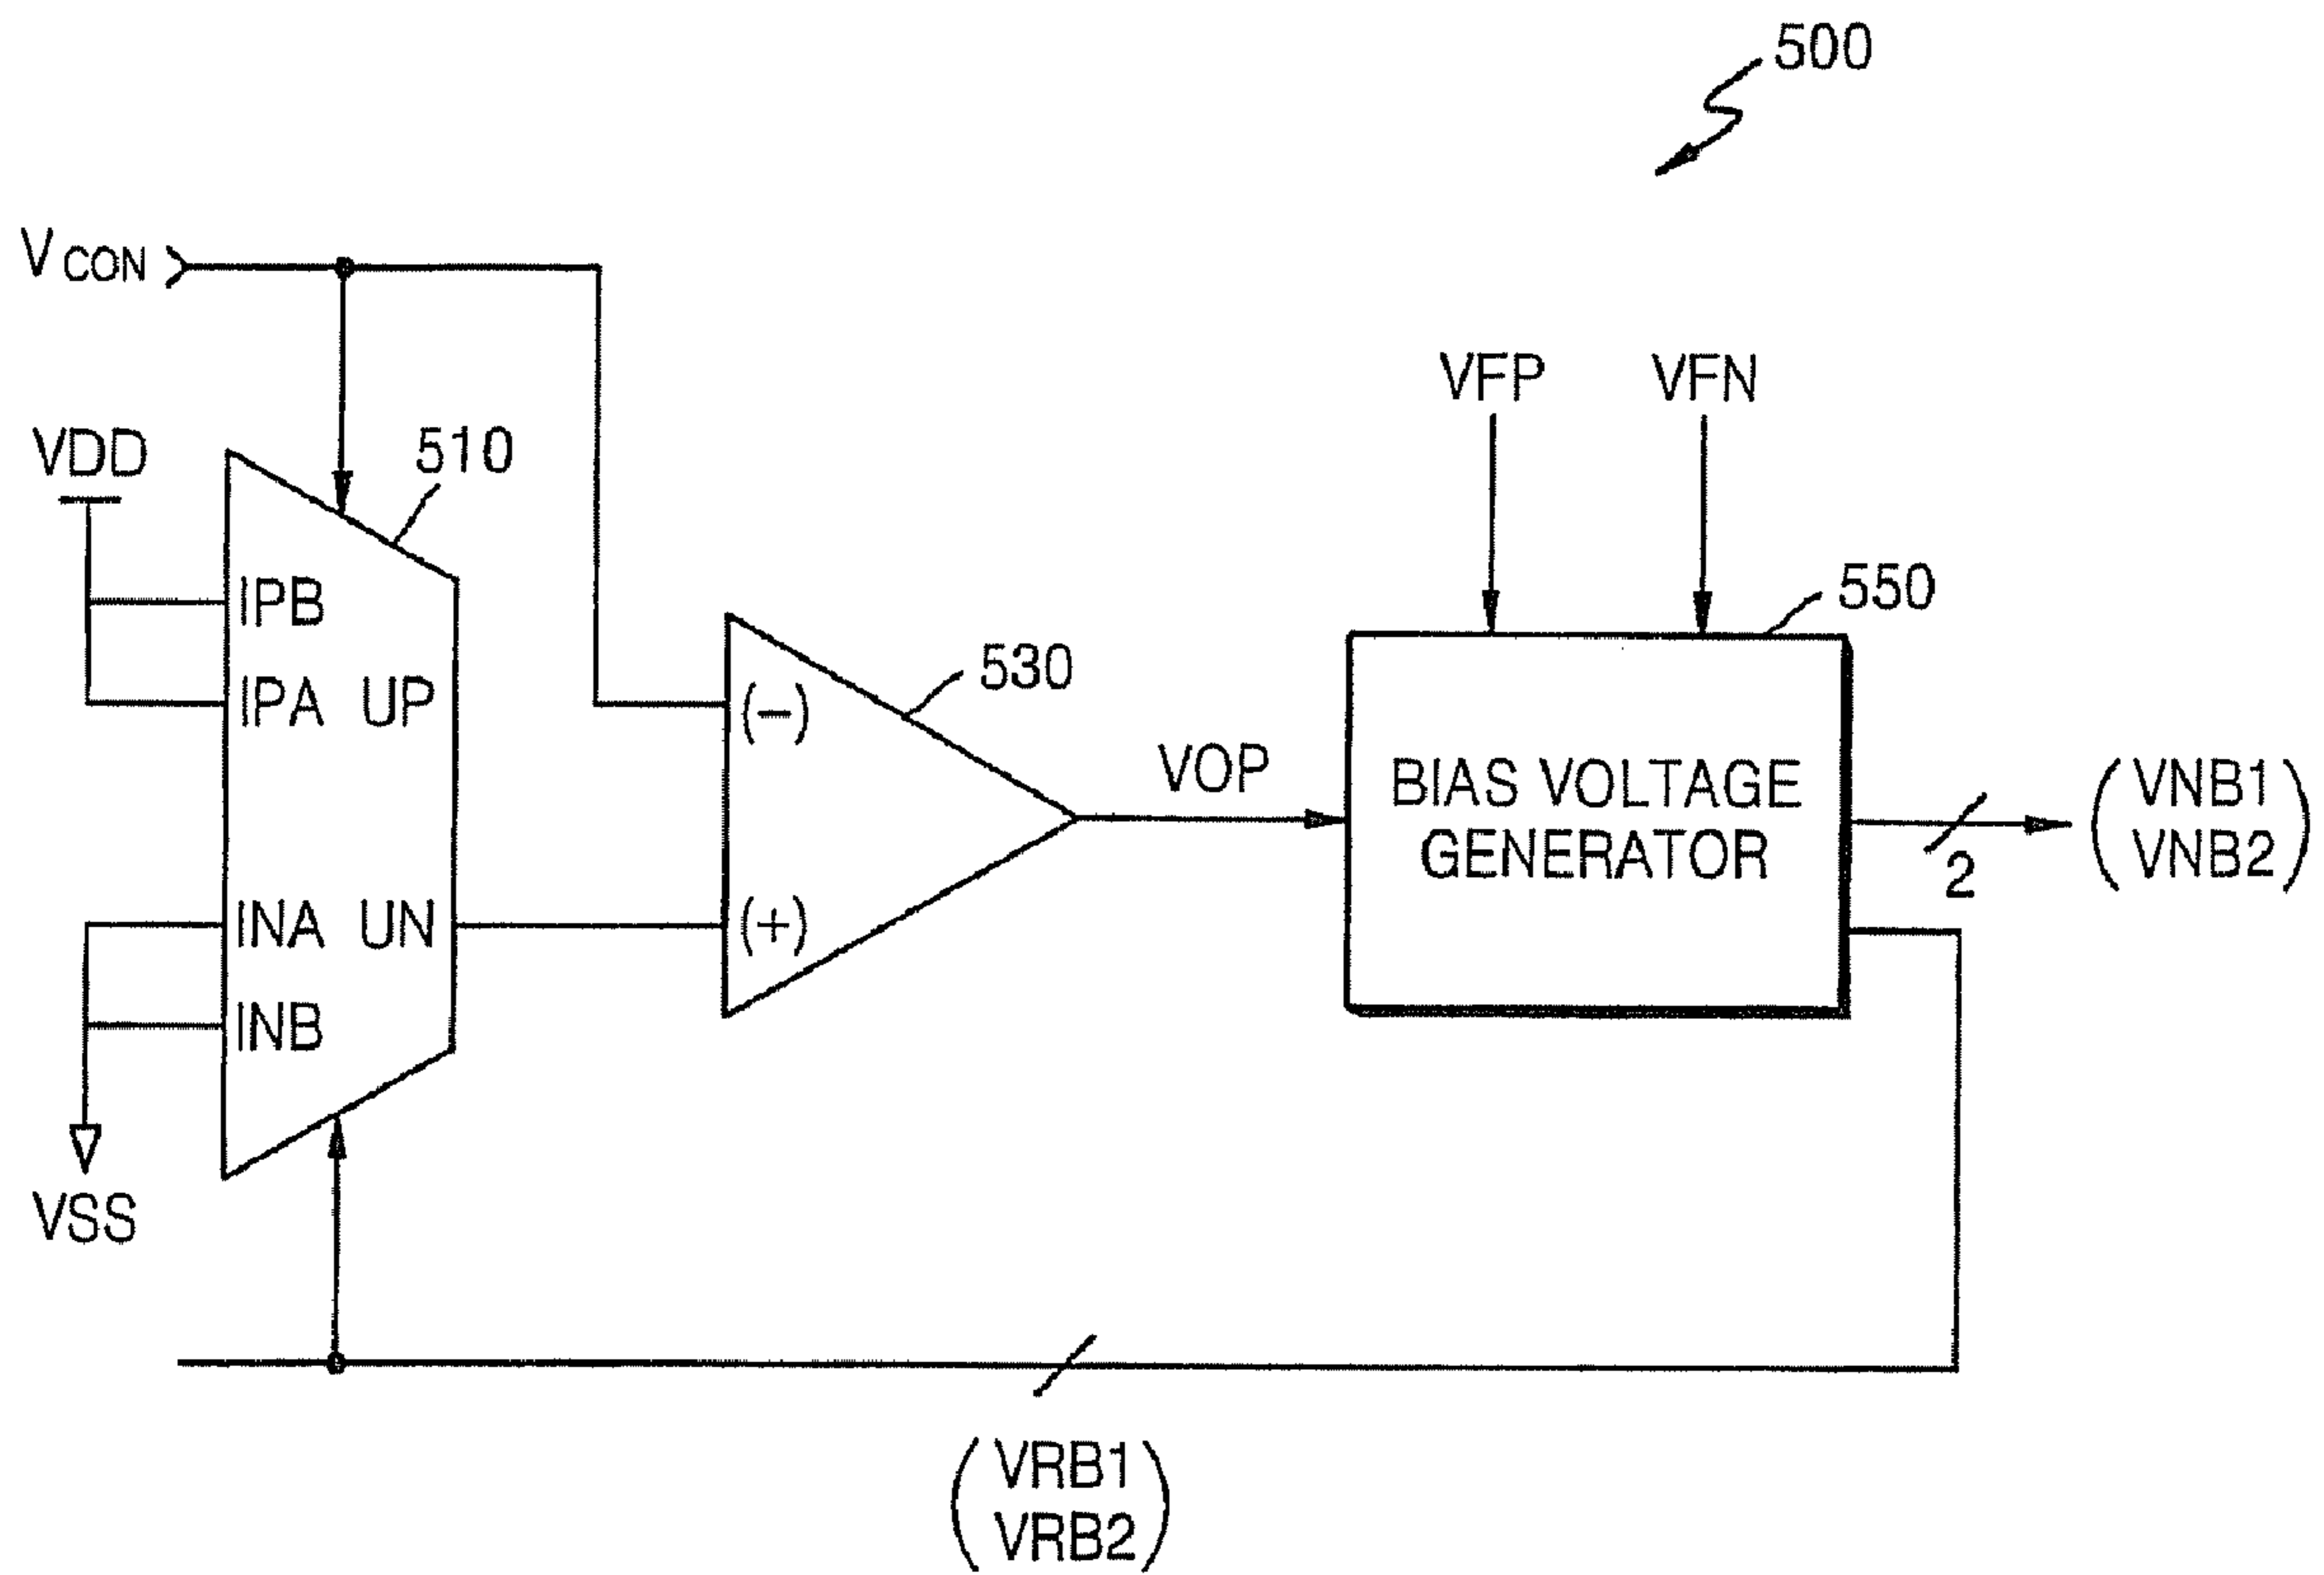 500
VCON
VFP VFN
VDD
510
550
IPB
530
IPA UP
(-)
VOP
BIAS VOLTAGE
GENERATOR
(VNB1
VNB2)
2
INA UN
(+)
INB
VSS
(VRB1
VRB2)